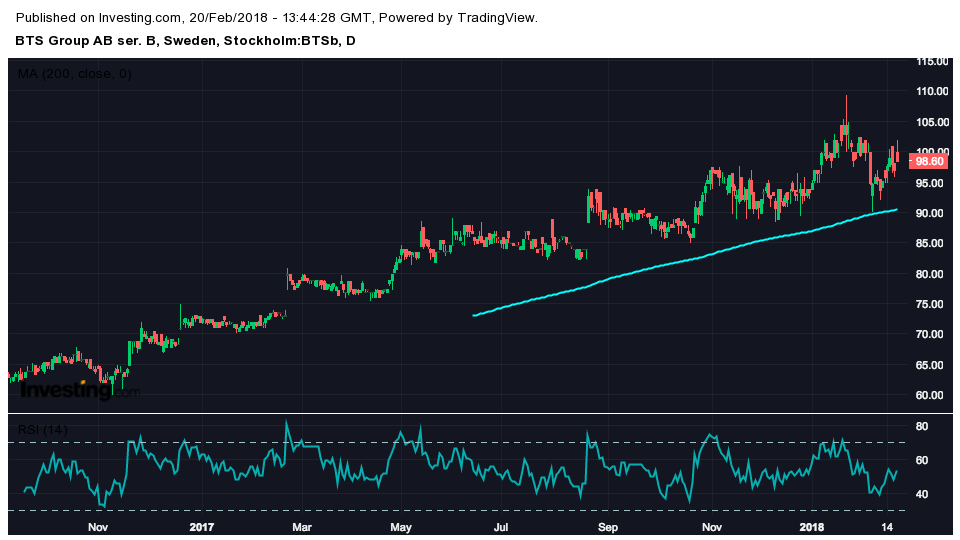 Published on Investing.com, 20/Feb/2018 - 13:44:28 GMT, Powered by TradingView.
BTS Group AB ser. B, Sweden, Stockholm:BTSb, D
MA (200, close, 0)
115.00
110.00
105.00
100.00
98.60
95.00
90.00
85.00
80.00
75.00
70.00
65.00
60.00
Investing.com
RSI (14)
80
60
40
Nov 2017 Mar May Jul Sep Nov 2018 14